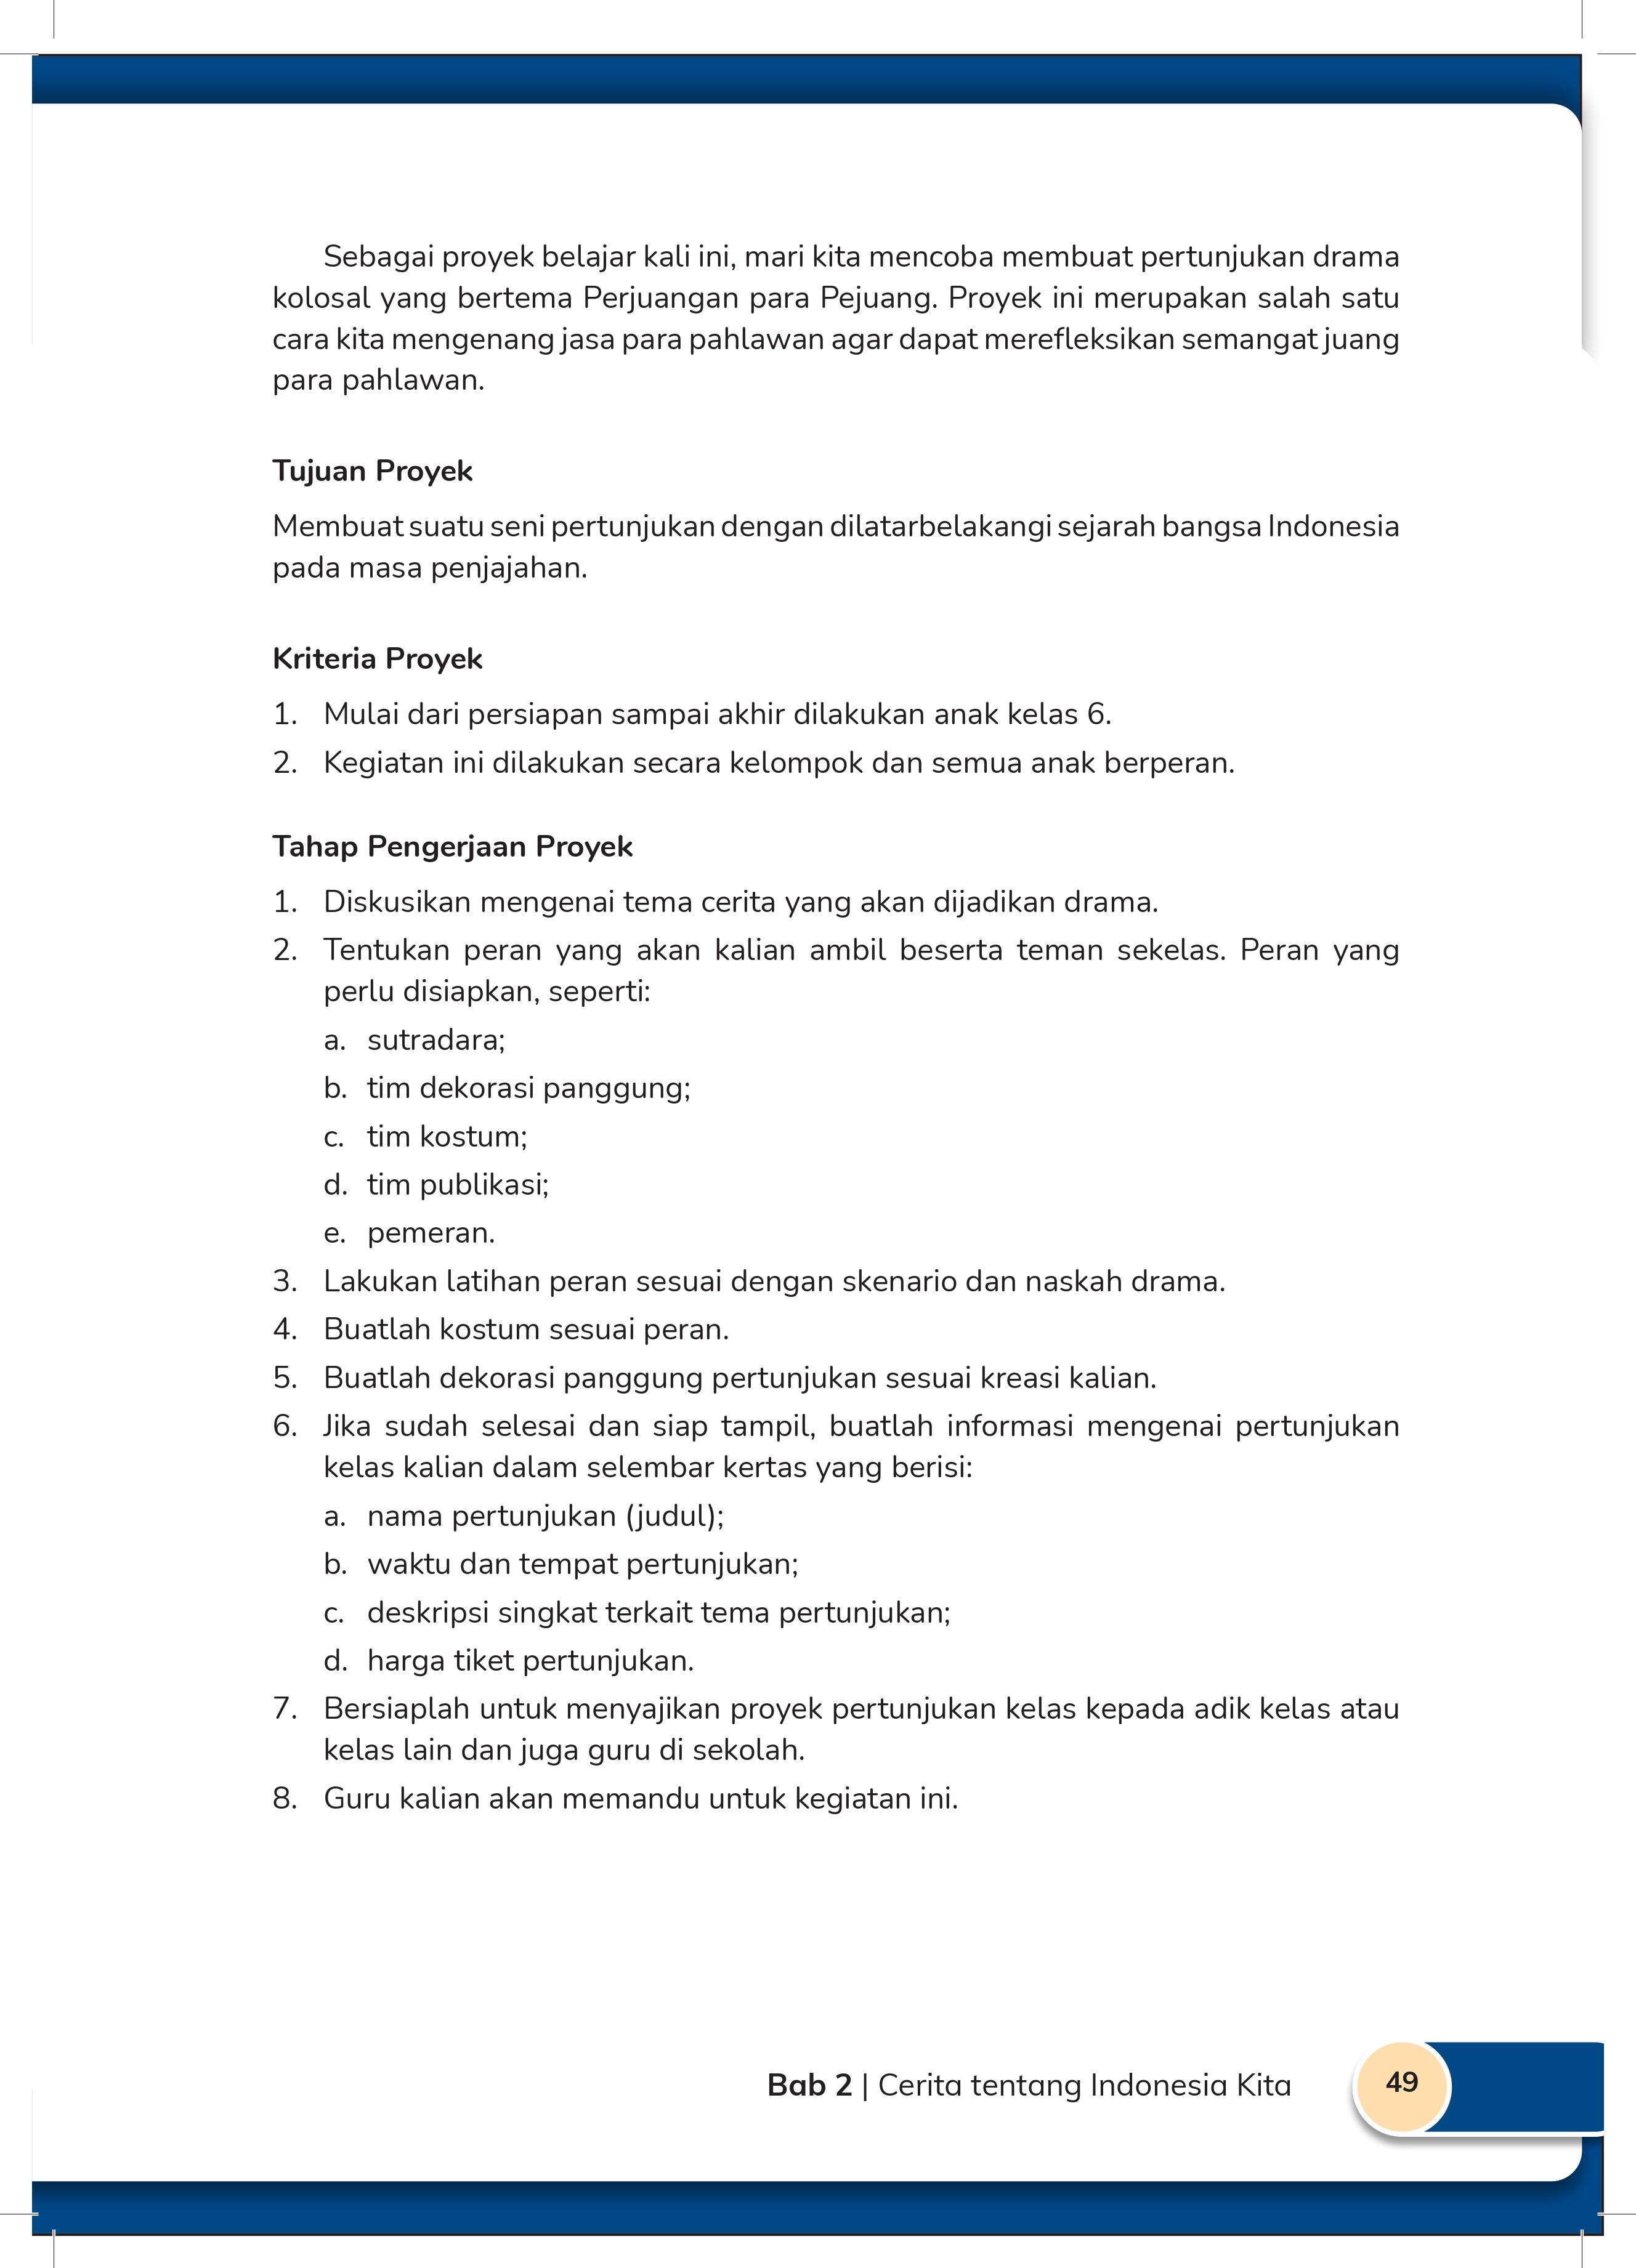 Sebagai proyek belajar kali ini, mari kita mencoba membuat pertunjukan drama
kolosal yang bertema Perjuangan para Pejuang. Proyek ini merupakan salah satu
cara kita mengenang jasa para pahlawan agar dapat merefleksikan semangat juang
para pahlawan.
Tujuan Proyek
Membuat suatu seni pertunjukan dengan dilatarbelakangi sejarah bangsa Indonesia
pada masa penjajahan.
Kriteria Proyek
1. Mulai dari persiapan sampai akhir dilakukan anak kelas 6.
2. Kegiatan ini dilakukan secara kelompok dan semua anak berperan.
Tahap Pengerjaan Proyek
1. Diskusikan mengenai tema cerita yang akan dijadikan drama.
2. Tentukan peran yang akan kalian ambil beserta teman sekelas. Peran yang
perlu disiapkan, seperti:
a. sutradara;
b. tim dekorasi panggung;
c. tim kostum;
d. tim publikasi;
e. pemeran.
3. Lakukan latihan peran sesuai dengan skenario dan naskah drama.
4. Buatlah kostum sesuai peran.
5. Buatlah dekorasi panggung pertunjukan sesuai kreasi kalian.
6. Jika sudah selesai dan siap tampil, buatlah informasi mengenai pertunjukan
kelas kalian dalam selembar kertas yang berisi:
a. nama pertunjukan (judul);
b. waktu dan tempat pertunjukan;
c. deskripsi singkat terkait tema pertunjukan;
d. harga tiket pertunjukan.
7. Bersiaplah untuk menyajikan proyek pertunjukan kelas kepada adik kelas atau
kelas lain dan juga guru di sekolah.
8. Guru kalian akan memandu untuk kegiatan ini.
Bab 2 | Cerita tentang Indonesia Kita 49